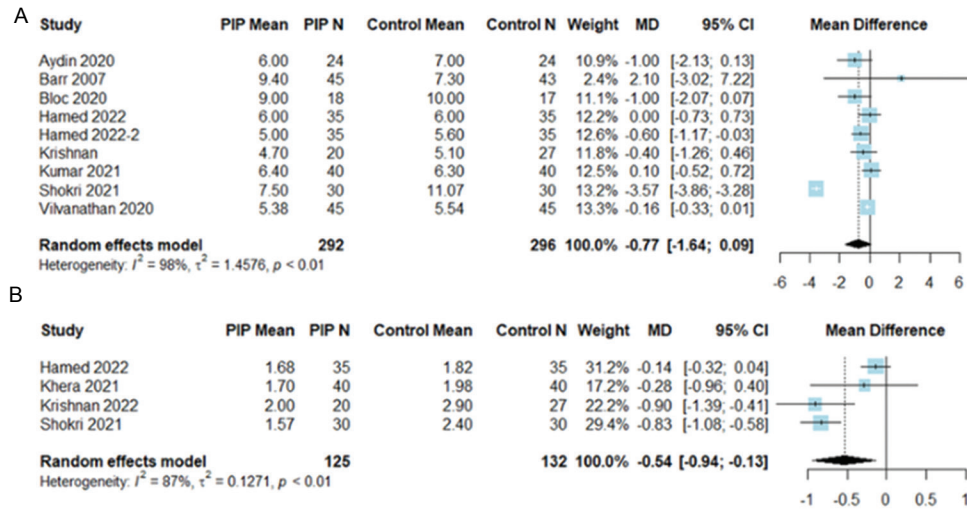 A
Study PIP Mean PIP N Control Mean Control N Weight MD 95% CI Mean Difference
Aydin 2020 6.00 24 7.00 24 10.9% -1.00 [-2.13; 0.13]
Barr 2007 9.40 45 7.30 43 2.4% 2.10 [-3.02; 7.22]
Bloc 2020 9.00 18 10.00 17 11.1% -1.00 [-2.07; 0.07]
Hamed 2022 6.00 35 6.00 35 12.2% 0.00 [-0.73; 0.73]
Hamed 2022-2 5.00 35 5.60 35 12.6% -0.60 [-1.17; -0.03]
Krishnan 4.70 20 5.10 27 11.8% -0.40 [-1.26; 0.46]
Kumar 2021 6.40 40 6.30 40 12.5% 0.10 [-0.52; 0.72]
Shokri 2021 7.50 30 11.07 30 13.2% -3.57 [-3.86; -3.28]
Vilvanathan 2020 5.38 45 5.54 45 13.3% -0.16 [-0.33; 0.01]
Random effects model 292 296 100.0% -0.77 [-1.64; 0.09]
Heterogeneity: I² = 98%, τ² = 1.4576, p < 0.01
-6 -4 -2 0 2 4 6
B
Study PIP Mean PIP N Control Mean Control N Weight MD 95% CI Mean Difference
Hamed 2022 1.68 35 1.82 35 31.2% -0.14 [-0.32; 0.04]
Khera 2021 1.70 40 1.98 40 17.2% -0.28 [-0.96; 0.40]
Krishnan 2022 2.00 20 2.90 27 22.2% -0.90 [-1.39; -0.41]
Shokri 2021 1.57 30 2.40 30 29.4% -0.83 [-1.08; -0.58]
Random effects model 125 132 100.0% -0.54 [-0.94; -0.13]
Heterogeneity: I² = 87%, τ² = 0.1271, p < 0.01
-1 -0.5 0 0.5 1